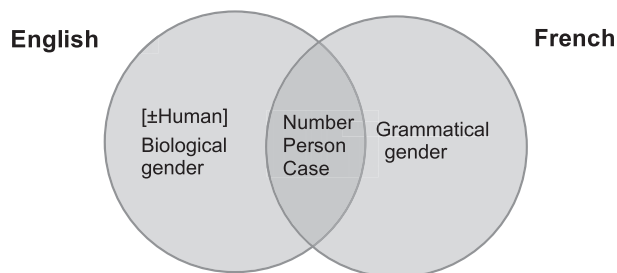 English
French
[±Human]
Biological
gender
Number
Person
Case
Grammatical
gender